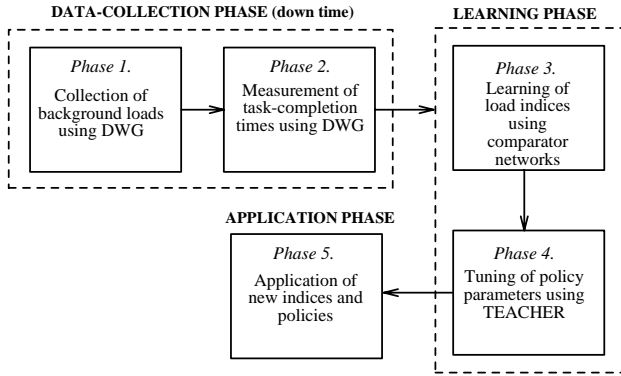 DATA-COLLECTION PHASE (down time)
Phase 1.
Collection of
background loads
using DWG
Phase 2.
Measurement of
task-completion
times using DWG
LEARNING PHASE
Phase 3.
Learning of
load indices
using
comparator
networks
Phase 4.
Tuning of policy
parameters using
TEACHER
APPLICATION PHASE
Phase 5.
Application of
new indices and
policies